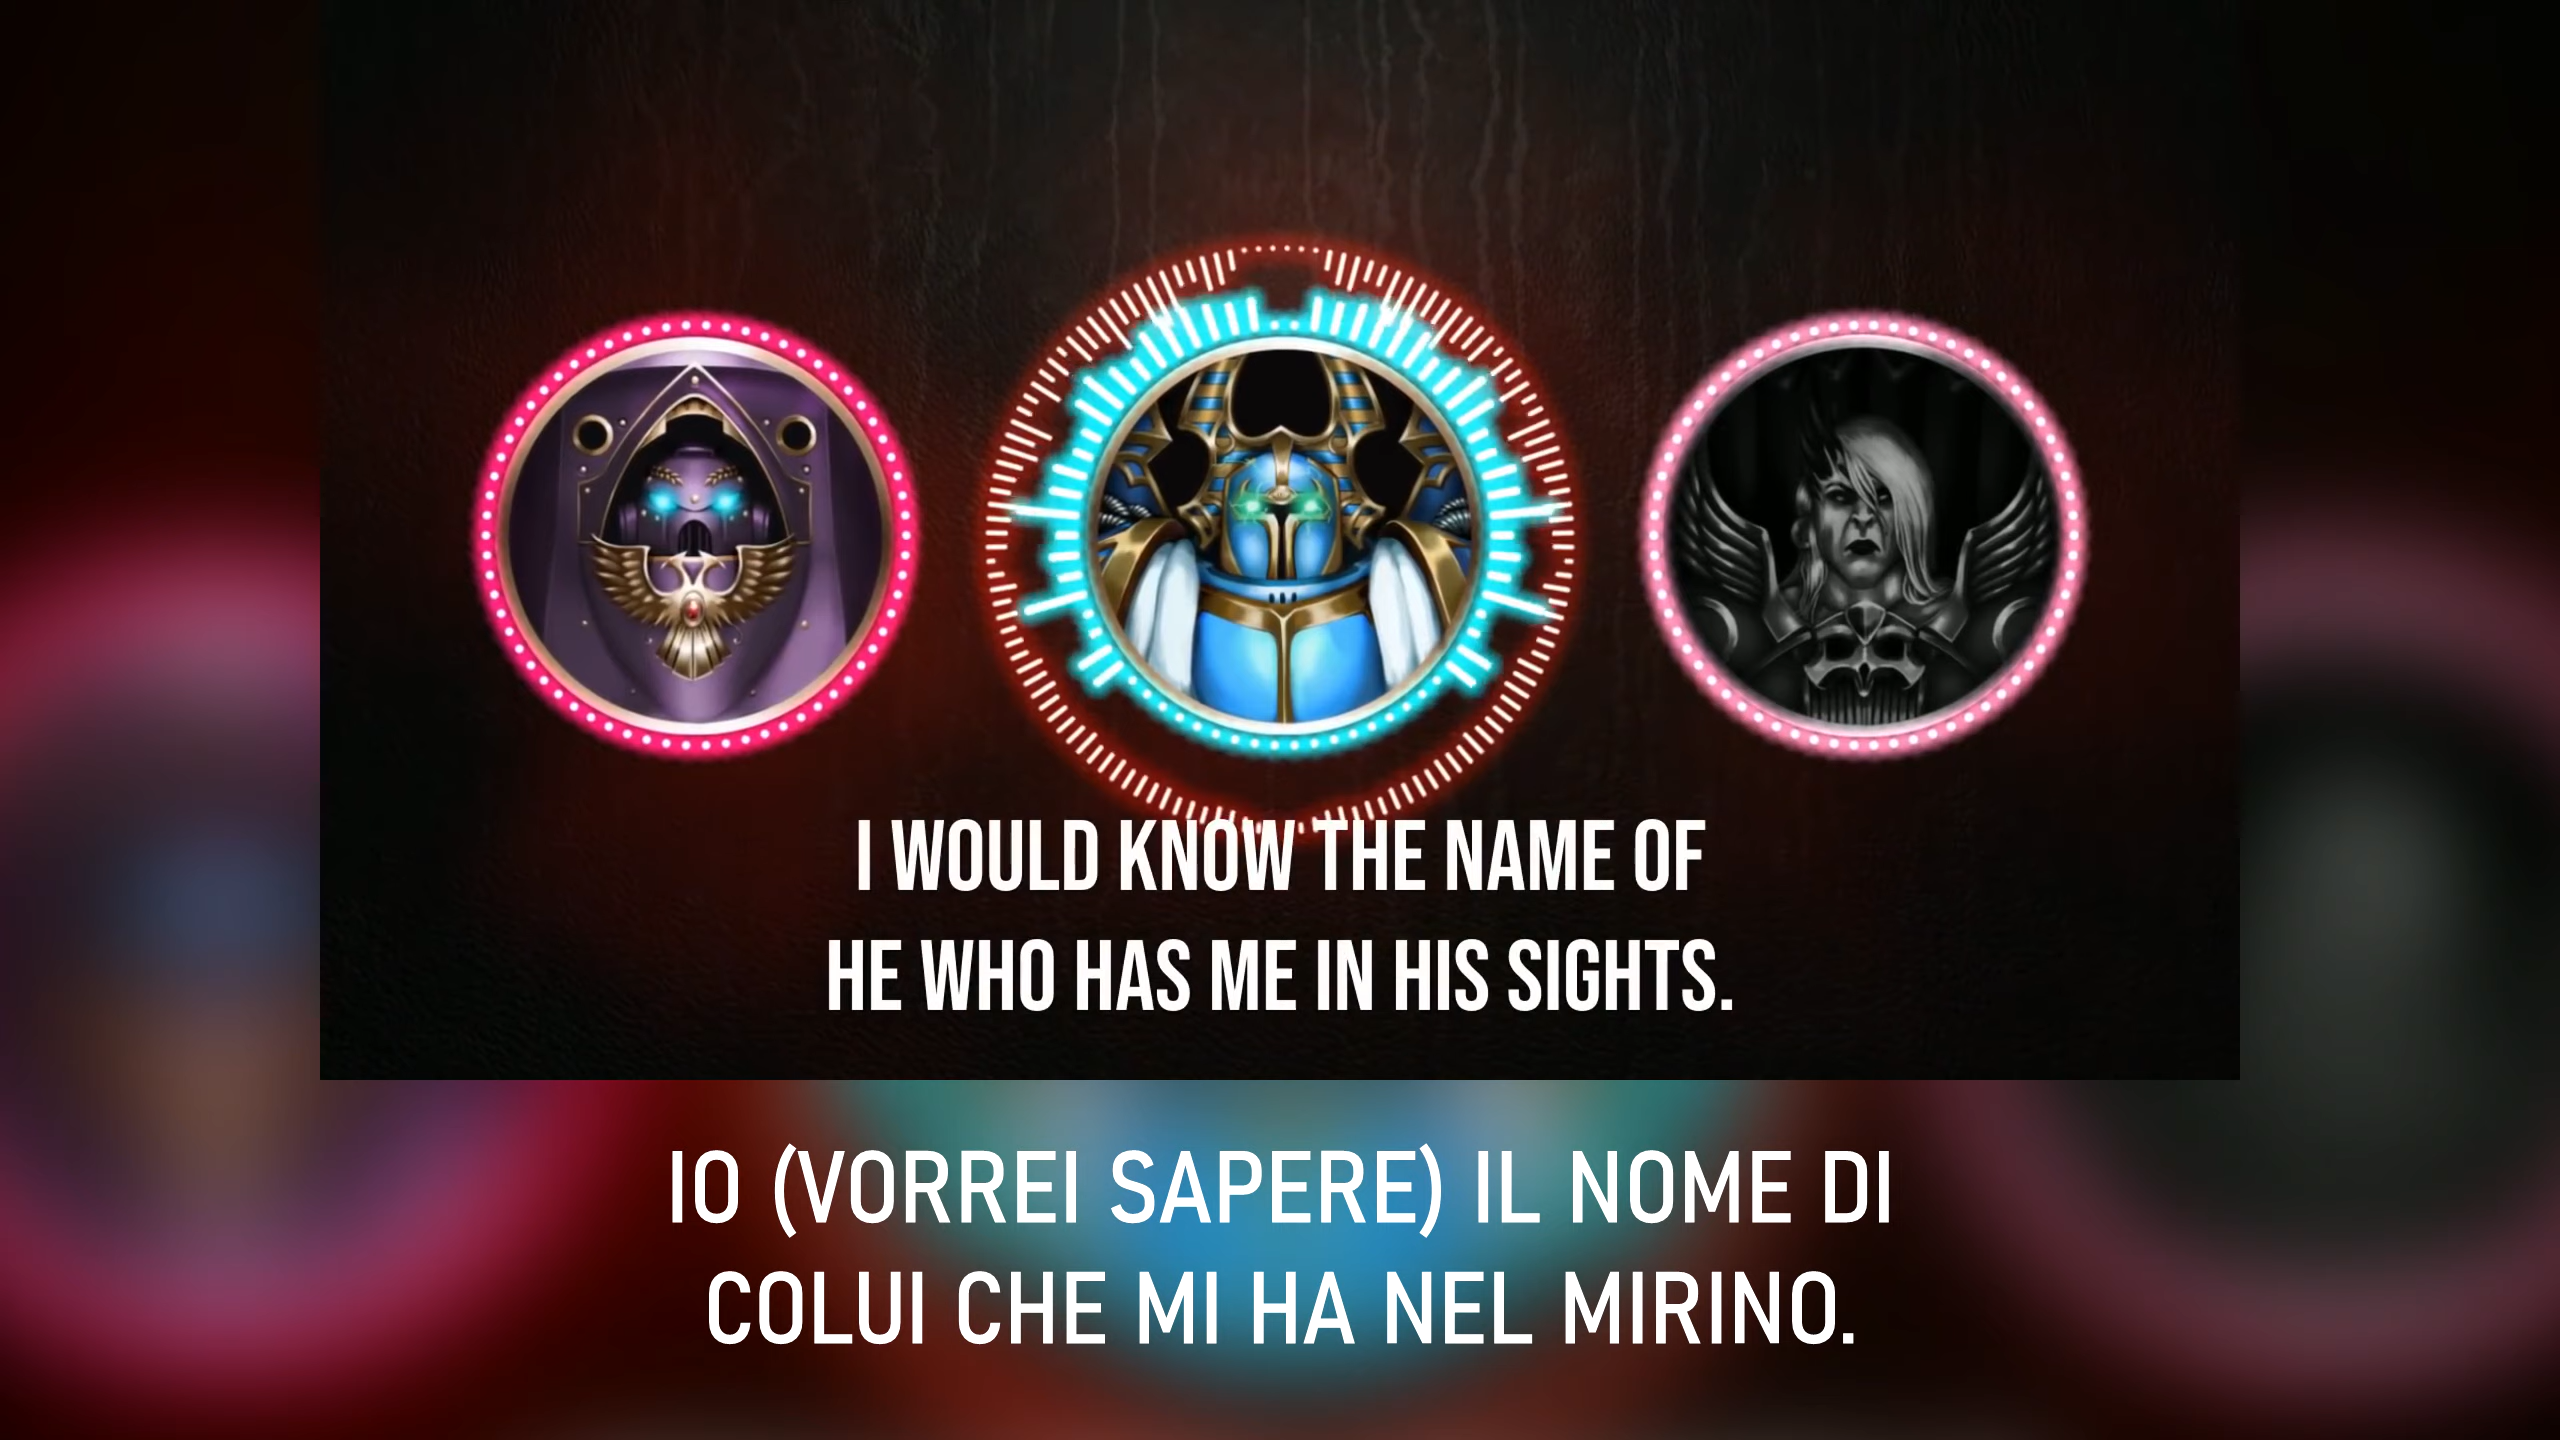 I WOULD KNOW THE NAME OF
HE WHO HAS ME IN HIS SIGHTS.
IO (VORREI SAPERE) IL NOME DI
COLUI CHE MI HA NEL MIRINO.